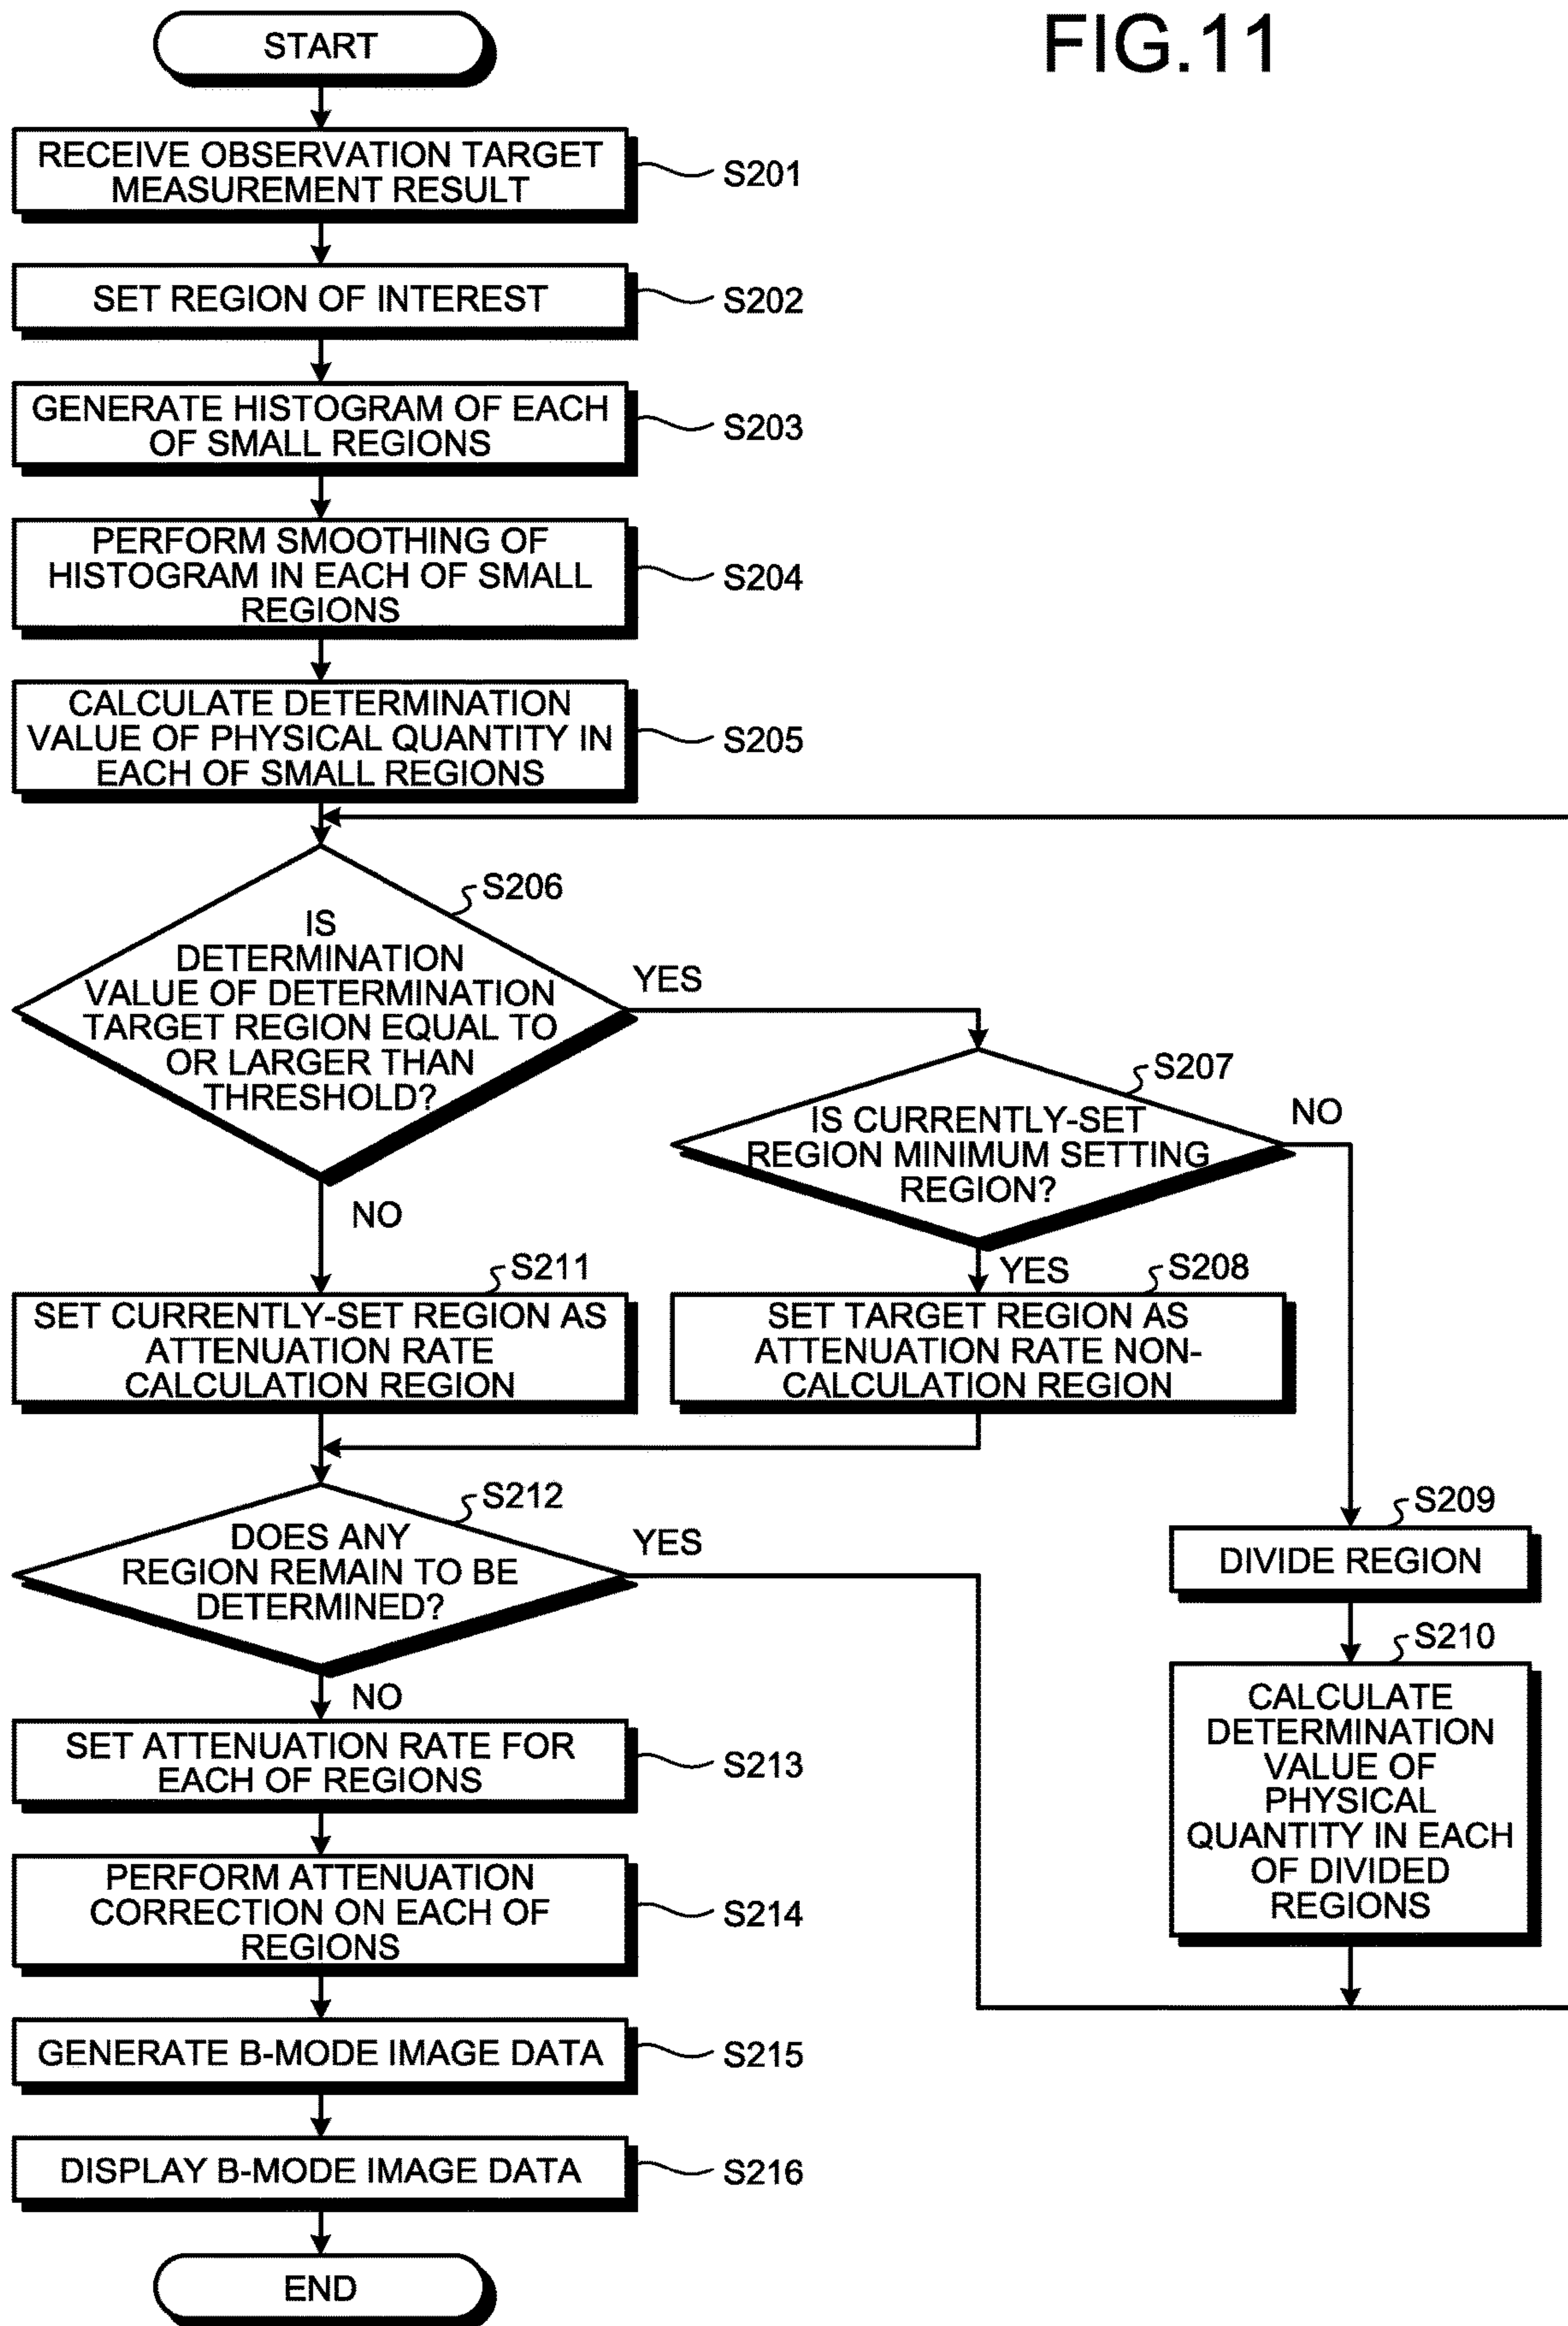 FIG.11
START
RECEIVE OBSERVATION TARGET
MEASUREMENT RESULT
S201
SET REGION OF INTEREST
S202
GENERATE HISTOGRAM OF EACH
OF SMALL REGIONS
S203
PERFORM SMOOTHING OF
HISTOGRAM IN EACH OF SMALL
REGIONS
S204
CALCULATE DETERMINATION
VALUE OF PHYSICAL QUANTITY IN
EACH OF SMALL REGIONS
S205
S206
IS
DETERMINATION
VALUE OF DETERMINATION
TARGET REGION EQUAL TO
OR LARGER THAN
THRESHOLD?
YES
NO
S207
IS CURRENTLY-SET
REGION MINIMUM SETTING
REGION?
NO
YES
S211
SET CURRENTLY-SET REGION AS
ATTENUATION RATE
CALCULATION REGION
S208
SET TARGET REGION AS
ATTENUATION RATE NON-
CALCULATION REGION
S212
DOES ANY
REGION REMAIN TO BE
DETERMINED?
YES
NO
S209
DIVIDE REGION
S210
CALCULATE
DETERMINATION
VALUE OF
PHYSICAL
QUANTITY IN EACH
OF DIVIDED
REGIONS
SET ATTENUATION RATE FOR
EACH OF REGIONS
S213
PERFORM ATTENUATION
CORRECTION ON EACH OF
REGIONS
S214
GENERATE B-MODE IMAGE DATA
S215
DISPLAY B-MODE IMAGE DATA
S216
END